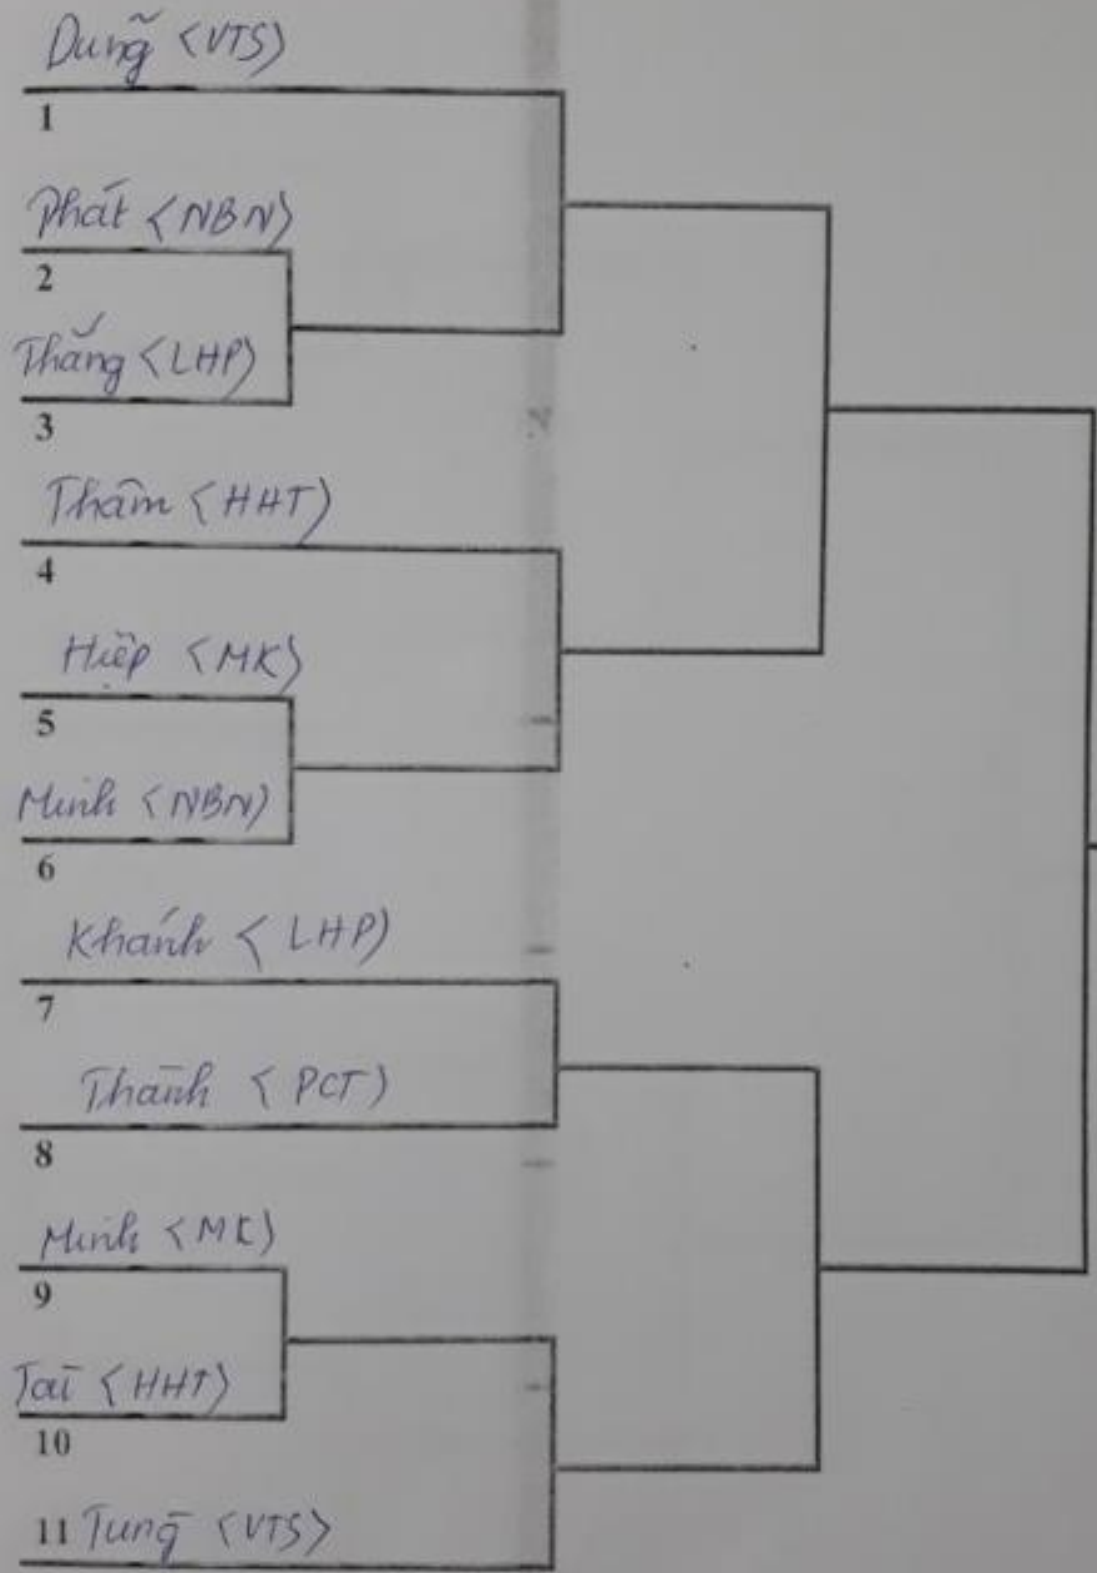 Dũng <VTS>
1
Phát <NBN>
2
Thắng <LHP>
3
Thâm <HHT>
4
Hiệp <MK>
5
Minh <NBN>
6
Khánh <LHP>
7
Thành <PCT>
8
Minh <MK>
9
Tài <HHT>
10
11 Tùng <VTS>